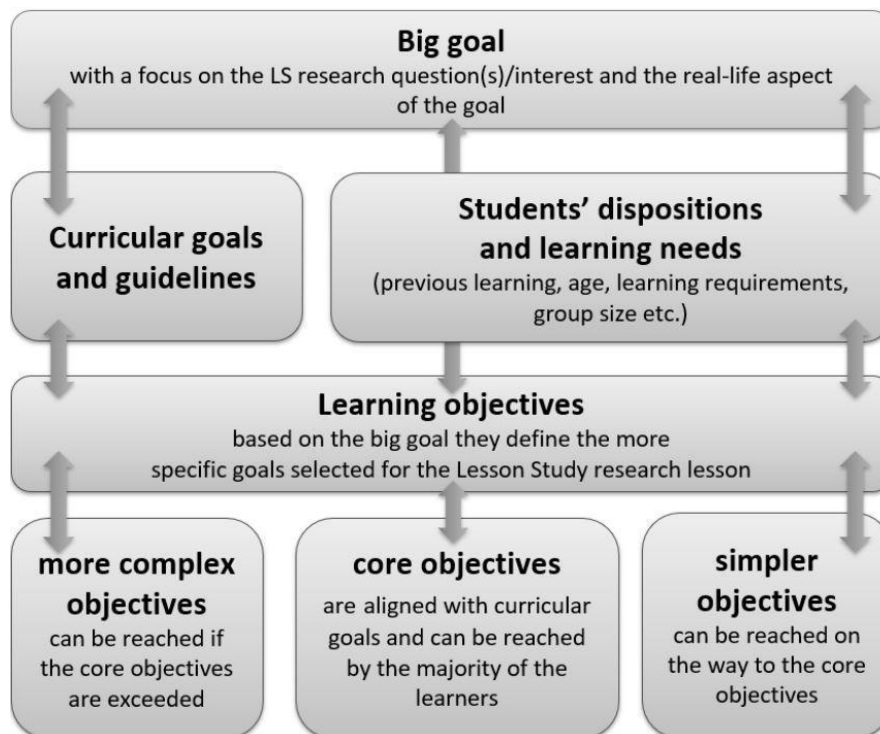 Big goal
with a focus on the LS research question(s)/interest and the real-life aspect
of the goal
Curricular goals
and guidelines
Students’ dispositions
and learning needs
(previous learning, age, learning requirements,
group size etc.)
Learning objectives
based on the big goal they define the more
specific goals selected for the Lesson Study research lesson
more complex
objectives
can be reached if
the core objectives
are exceeded
core objectives
are aligned with curricular
goals and can be reached
by the majority of the
learners
simpler
objectives
can be reached on
the way to the core
objectives